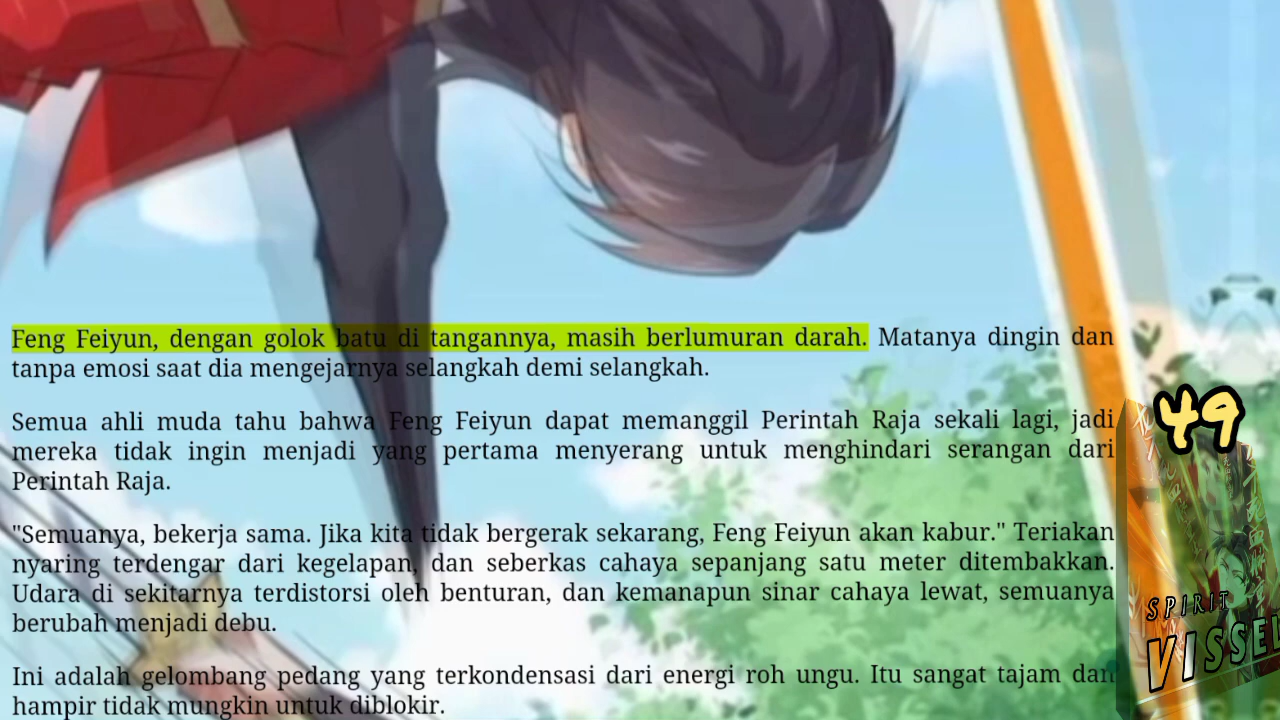 Feng Feiyun, dengan golok batu di tangannya, masih berlumuran darah. Matanya dingin dan
tanpa emosi saat dia mengejarnya selangkah demi selangkah.
Semua ahli muda tahu bahwa Feng Feiyun dapat memanggil Perintah Raja sekali lagi, jadi
mereka tidak ingin menjadi yang pertama menyerang untuk menghindari serangan dari
Perintah Raja.
"Semuanya, bekerja sama. Jika kita tidak bergerak sekarang, Feng Feiyun akan kabur." Teriakan
nyaring terdengar dari kegelapan, dan seberkas cahaya sepanjang satu meter ditembakkan.
Udara di sekitarnya terdistorsi oleh benturan, dan kemanapun sinar cahaya lewat, semuanya
berubah menjadi debu.
Ini adalah gelombang pedang yang terkondensasi dari energi roh ungu. Itu sangat tajam dan
hampir tidak mungkin untuk diblokir.
49
SPIRIT
VISSEL